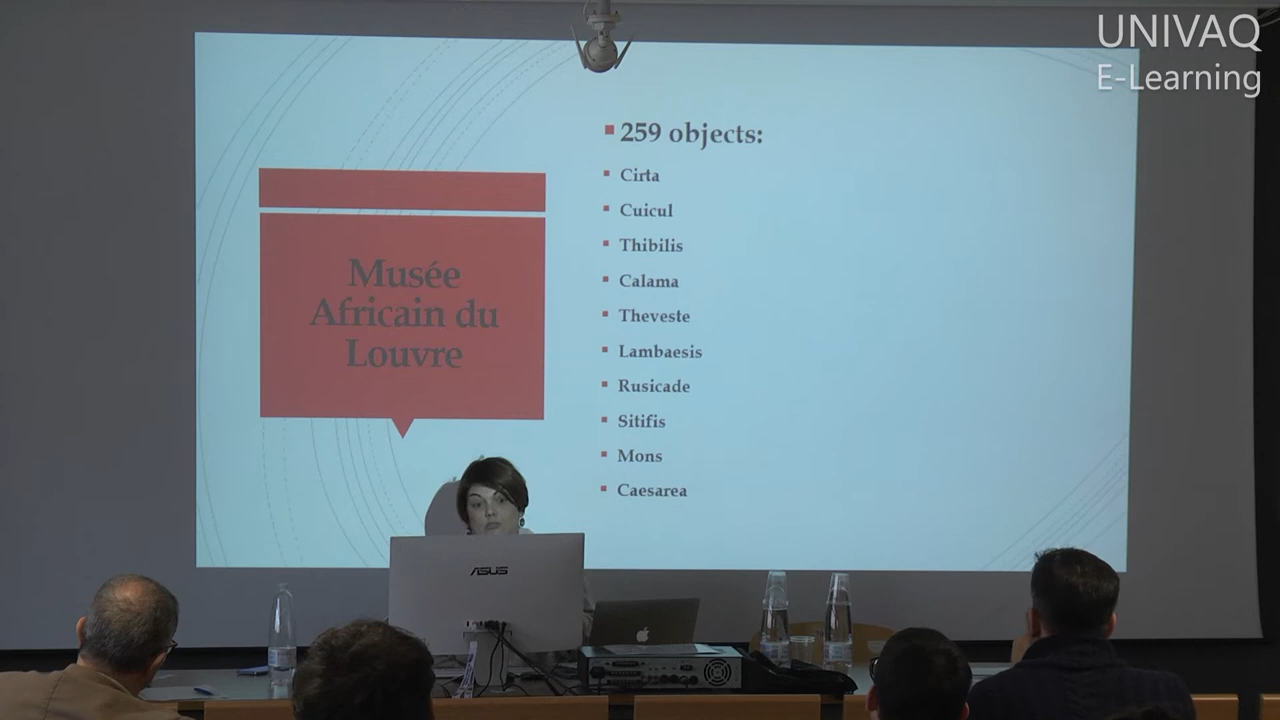 UNIVAQ
E-Learning
259 objects:
Cirta
Cuicul
Thibilis
Calama
Theveste
Lambaesis
Rusicade
Sitifis
Mons
Caesarea
Musée
Africain du
Louvre
ASUS